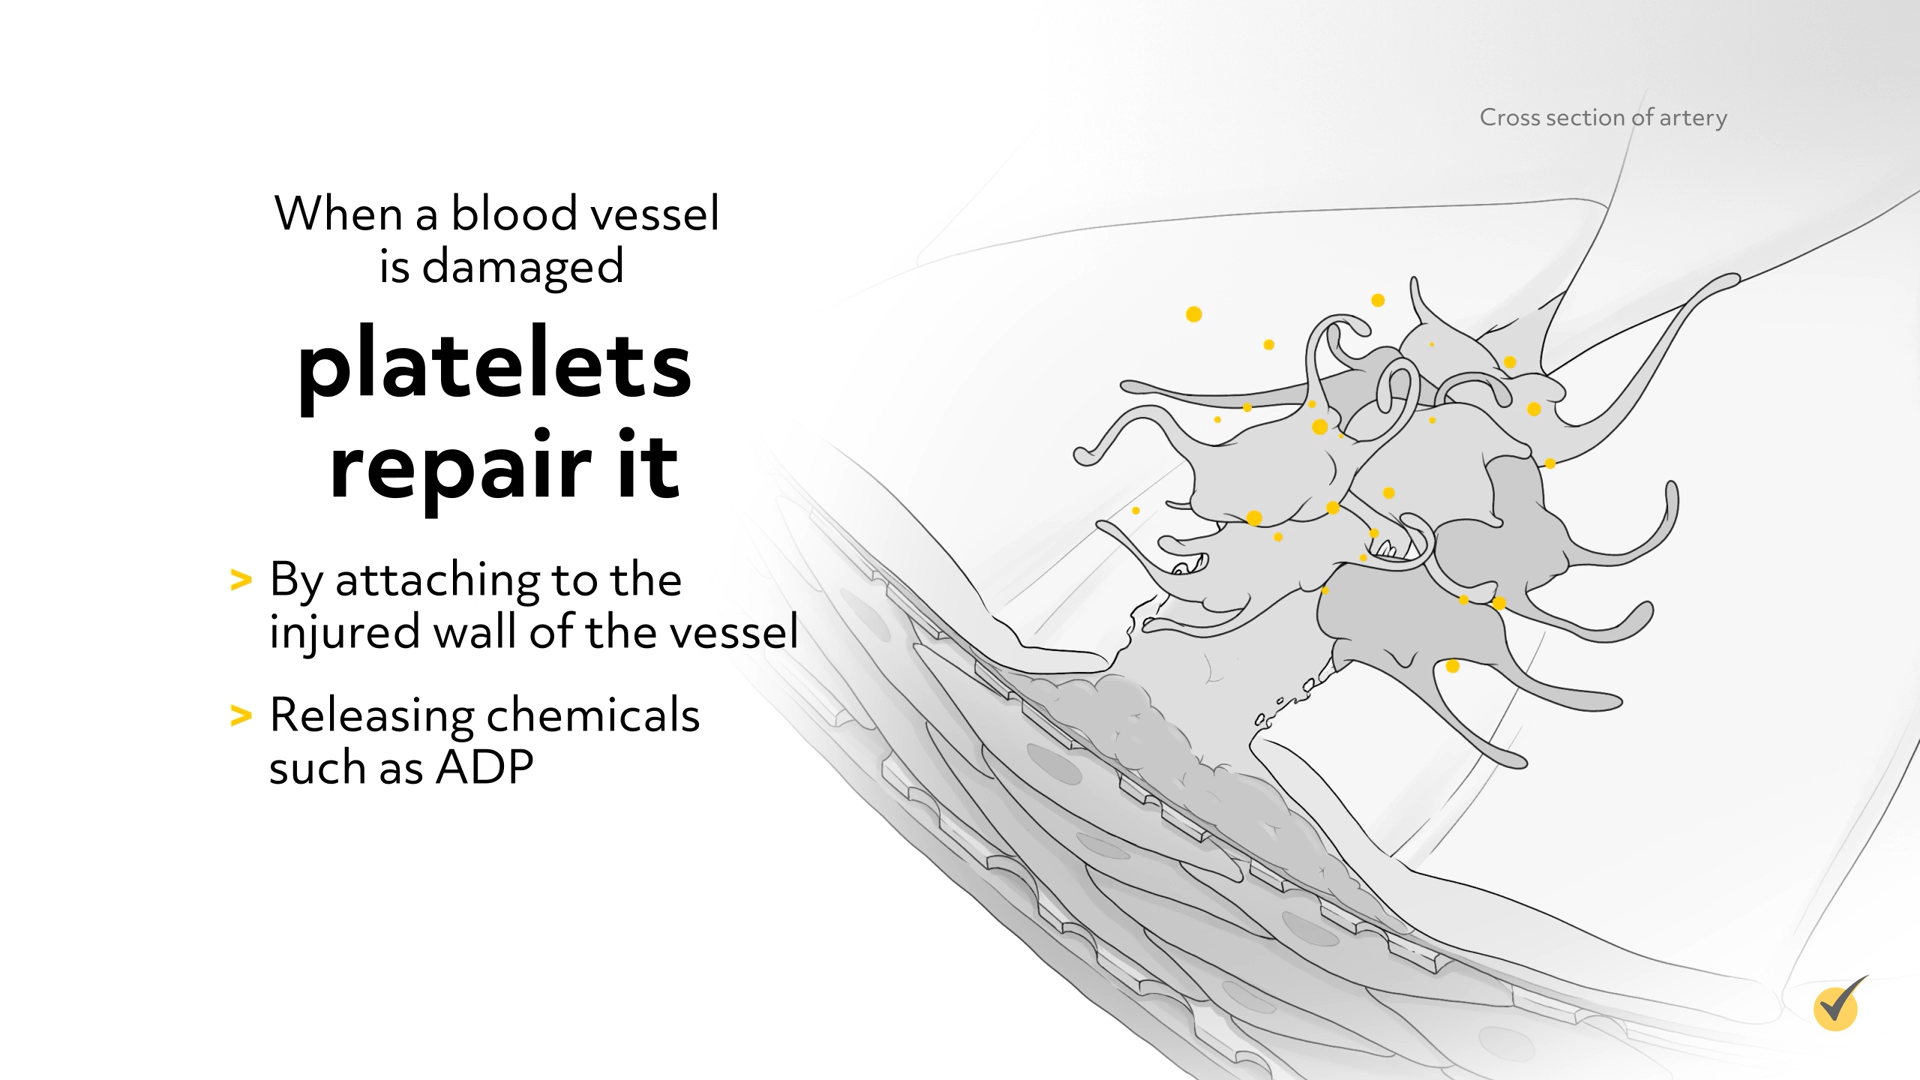 Cross section of artery
When a blood vessel
is damaged
platelets
repair it
> By attaching to the
injured wall of the vessel
> Releasing chemicals
such as ADP